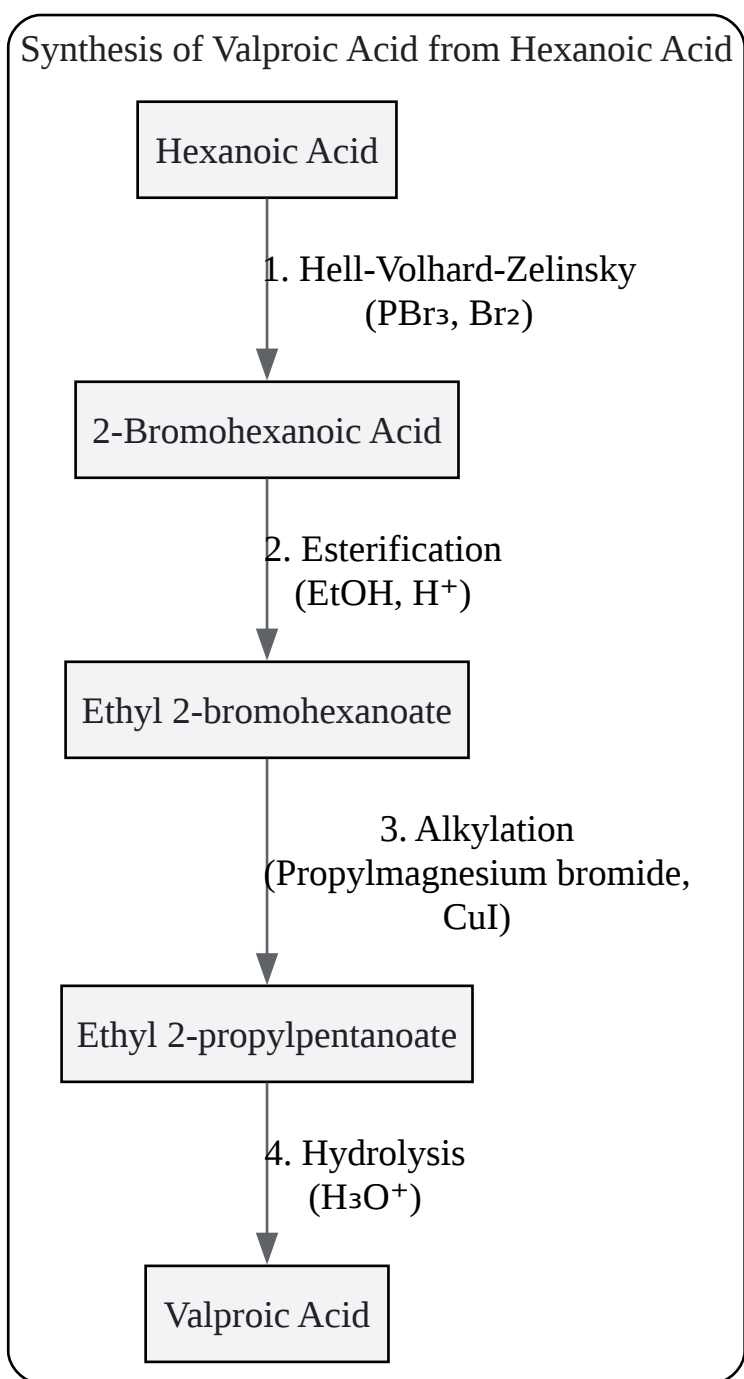 Synthesis of Valproic Acid from Hexanoic Acid
Hexanoic Acid
1. Hell-Volhard-Zelinsky
(PBr₃, Br₂)
2-Bromohexanoic Acid
2. Esterification
(EtOH, H⁺)
Ethyl 2-bromohexanoate
3. Alkylation
(Propylmagnesium bromide,
CuI)
Ethyl 2-propylpentanoate
4. Hydrolysis
(H₃O⁺)
Valproic Acid